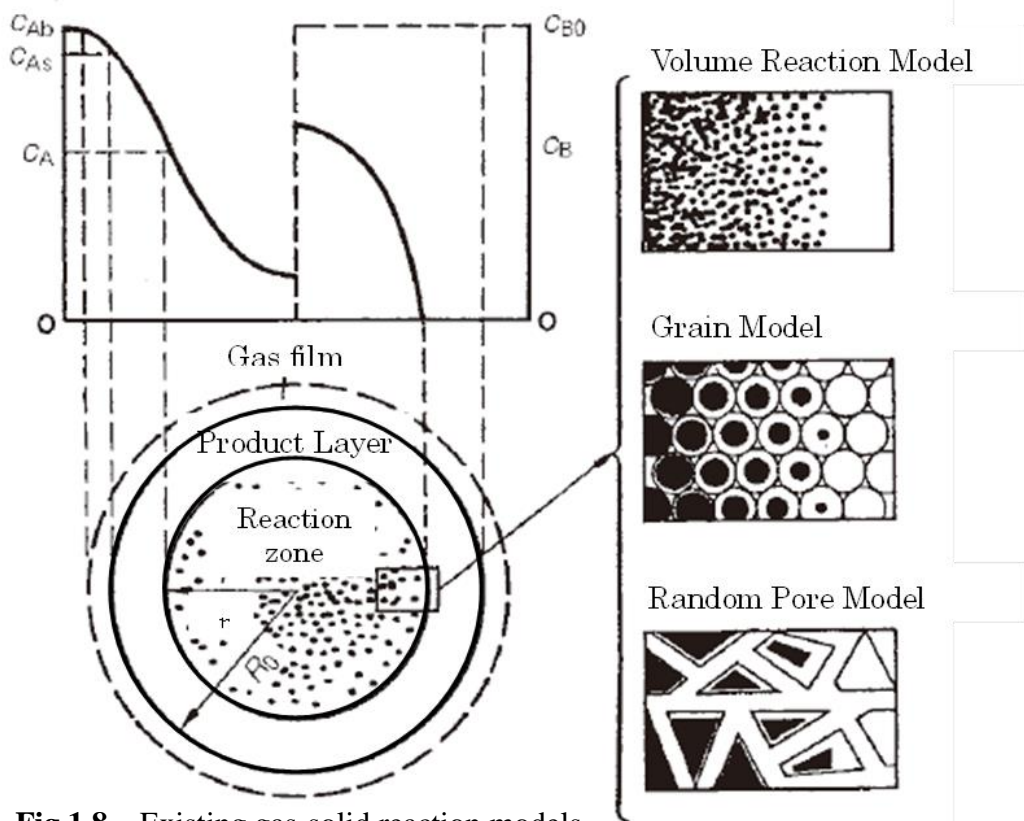 C_Ab
C_As
C_A
O
C_B0
C_B
O
Gas film
Product Layer
Reaction
zone
r
R₀
Volume Reaction Model
Grain Model
Random Pore Model
Fig 1.8 Existing gas-solid reaction models